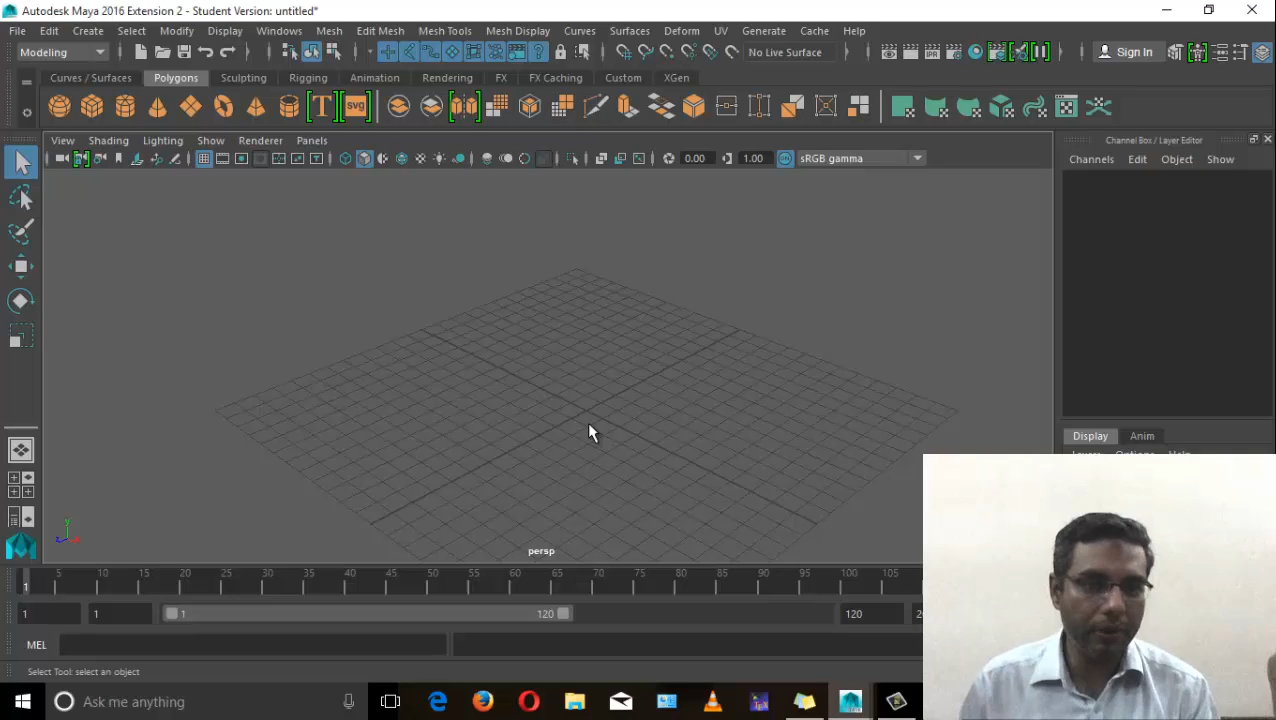 Autodesk Maya 2016 Extension 2 - Student Version: untitled*
File Edit Create Select Modify Display Windows Mesh Edit Mesh Mesh Tools Mesh Display Curves Surfaces Deform UV Generate Cache Help
Modeling No Live Surface Sign In
Curves / Surfaces Polygons Sculpting Rigging Animation Rendering FX FX Caching Custom XGen
T svg
View Shading Lighting Show Renderer Panels
Channel Box / Layer Editor
0.00 1.00 sRGB gamma
Channels Edit Object Show
Display Anim
y
z x
persp
1 5 10 15 20 25 30 35 40 45 50 55 60 65 70 75 80 85 90 95 100 105
1 1 1 120 120
MEL
Select Tool: select an object
Ask me anything